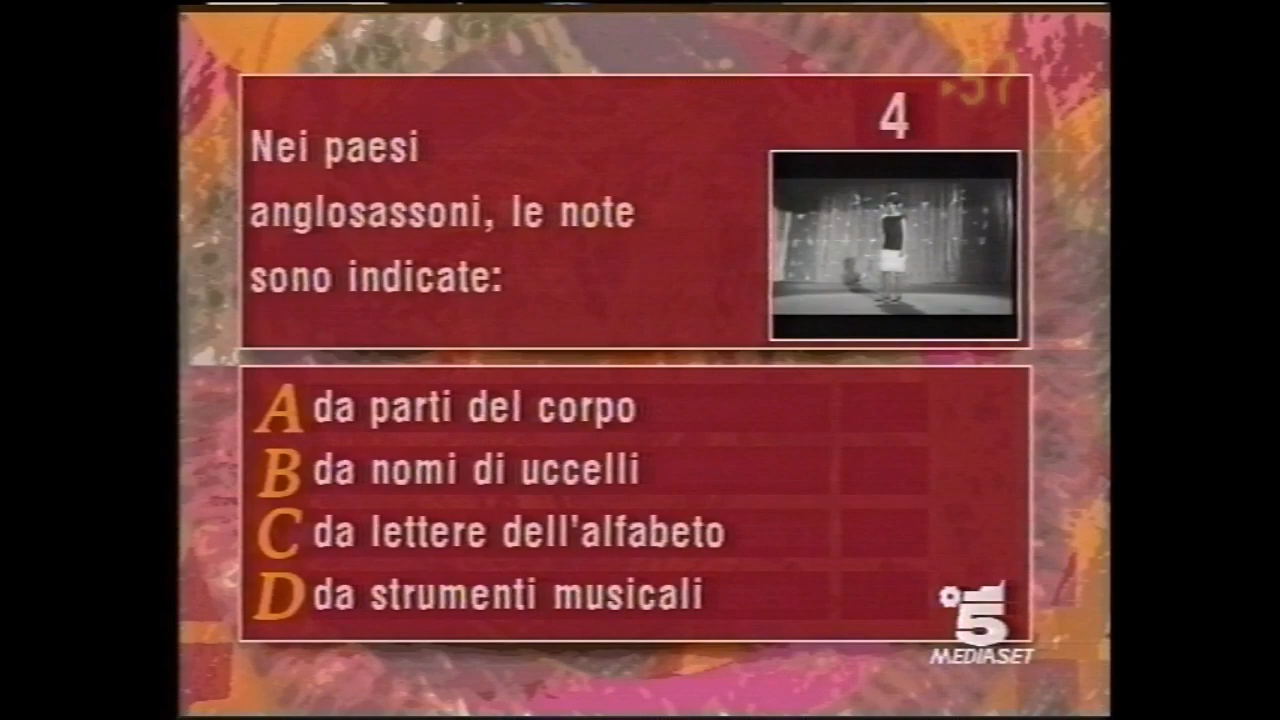 4
Nei paesi
anglosassoni, le note
sono indicate:
A da parti del corpo
B da nomi di uccelli
C da lettere dell'alfabeto
D da strumenti musicali
5
MEDIASET